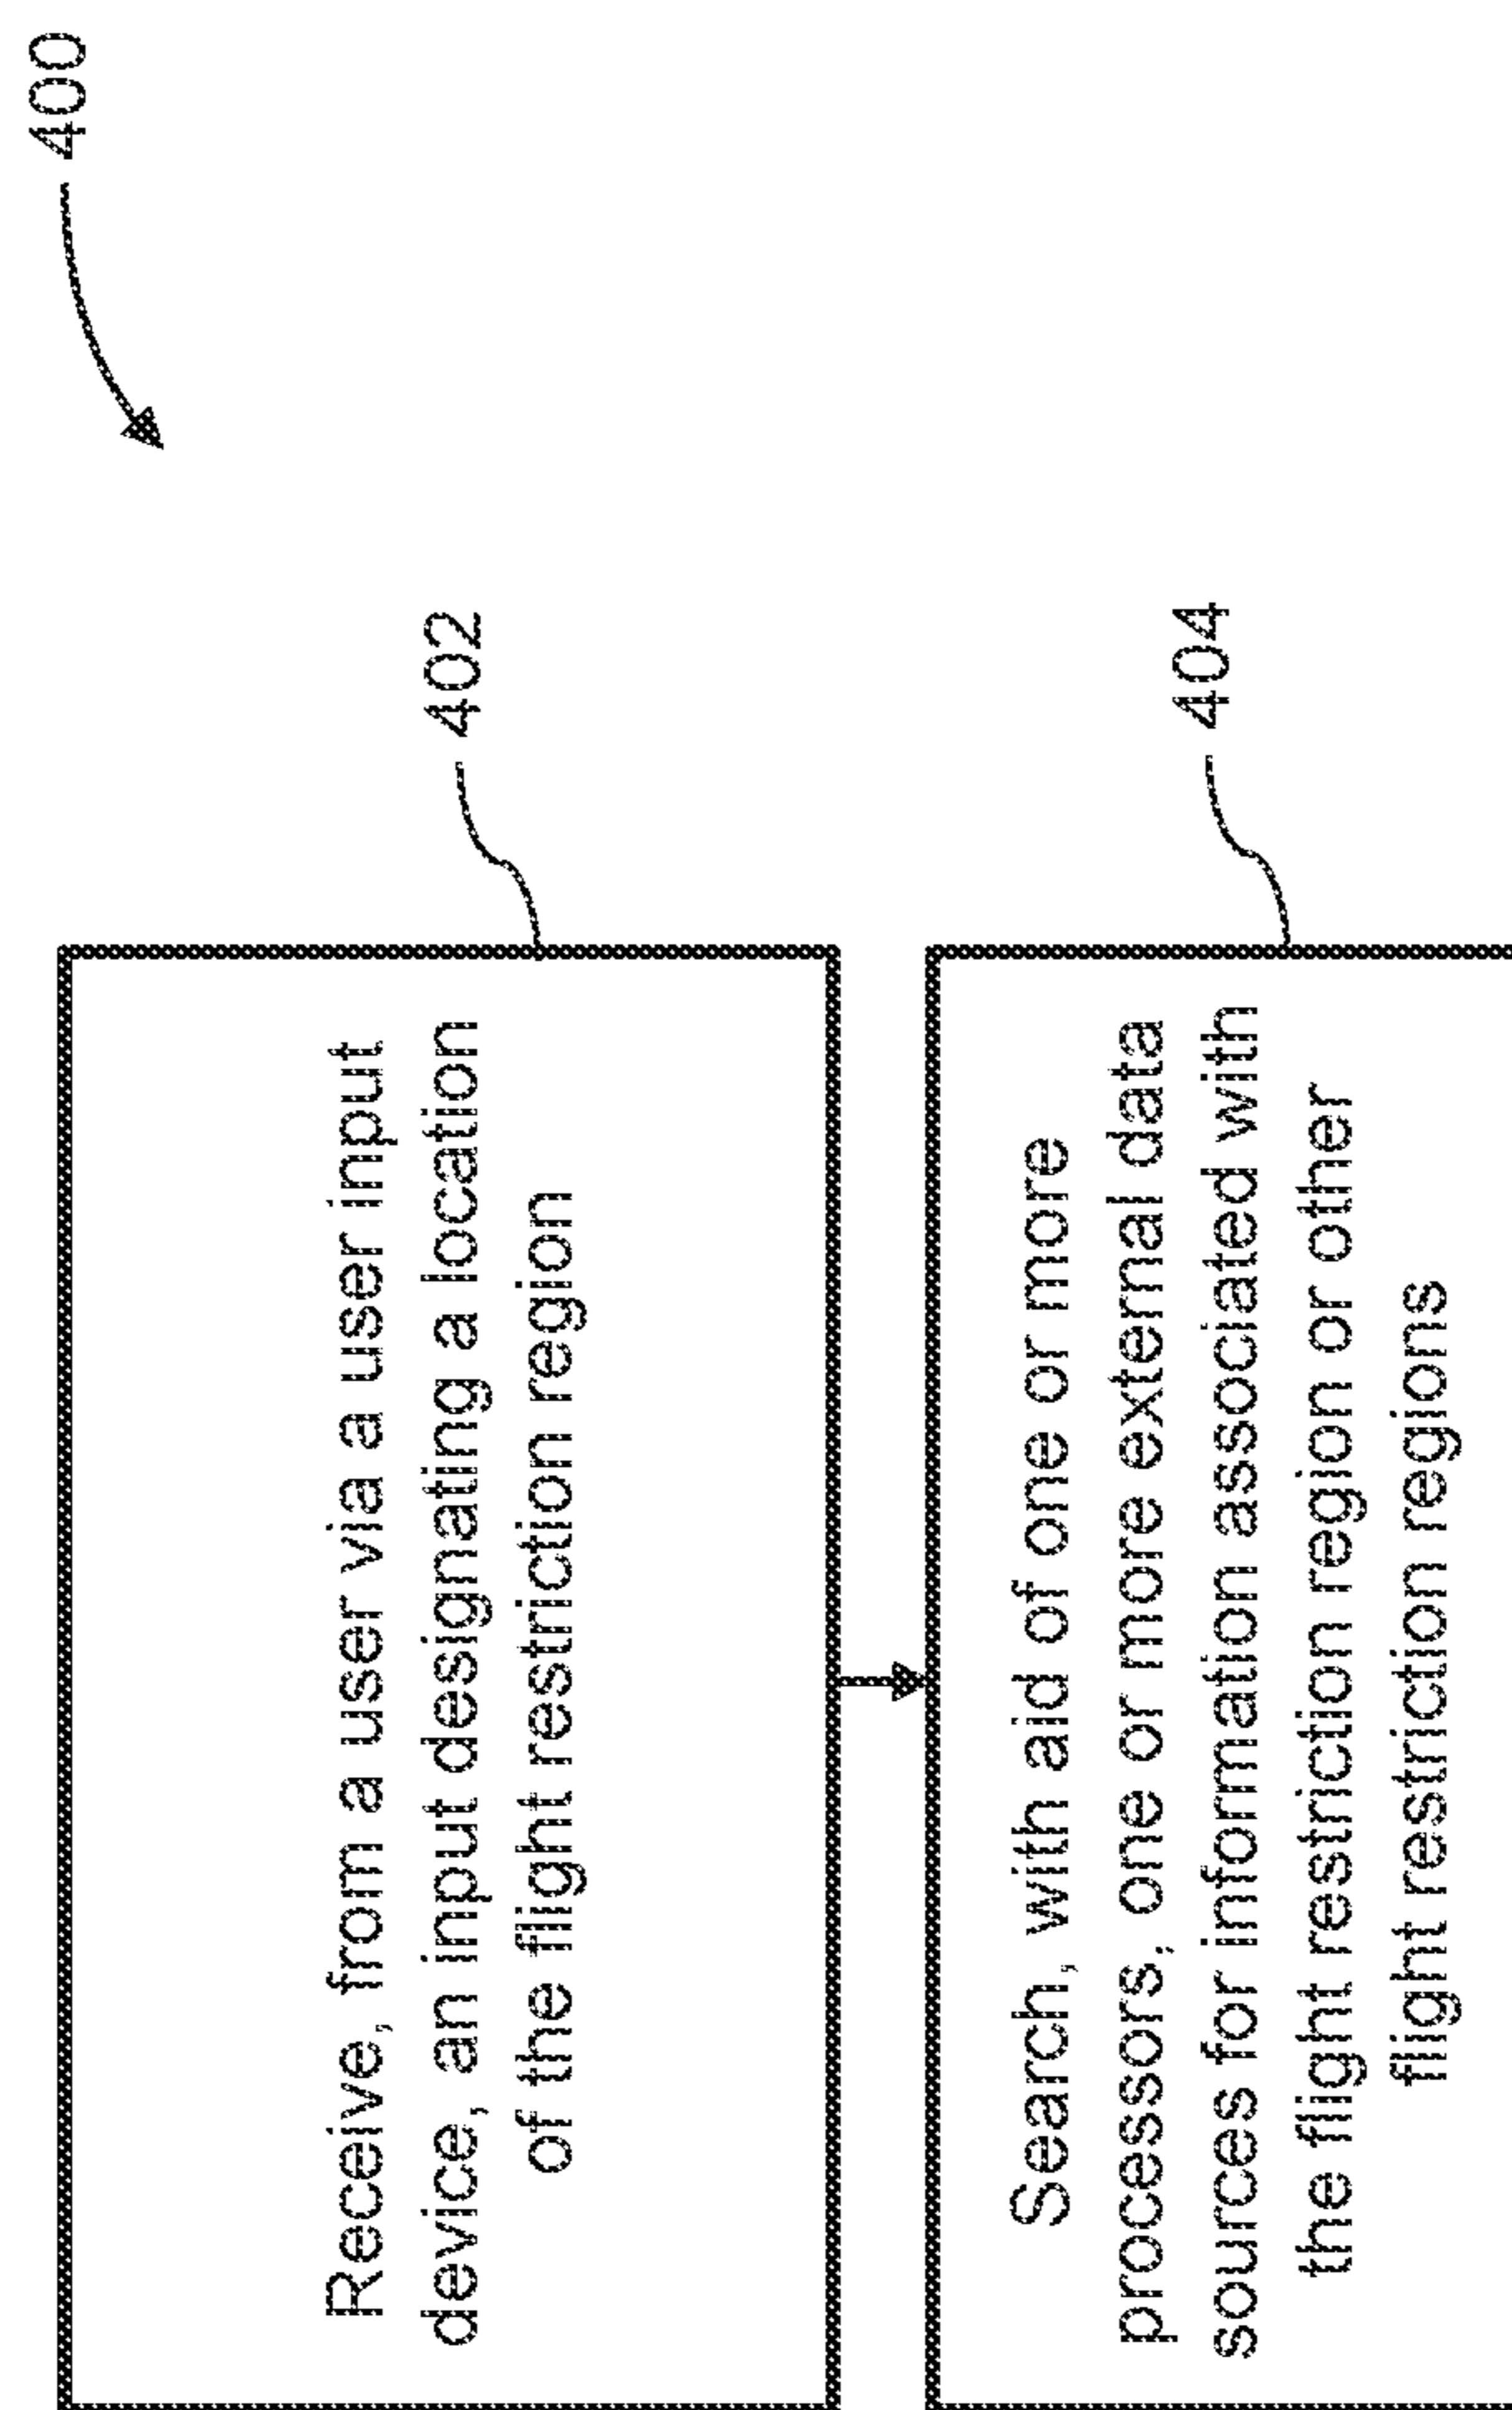 400
402
Receive, from a user via a user input
device, an input designating a location
of the flight restriction region
404
Search, with aid of one or more
processors, one or more external data
sources for information associated with
the flight restriction region or other
flight restriction regions